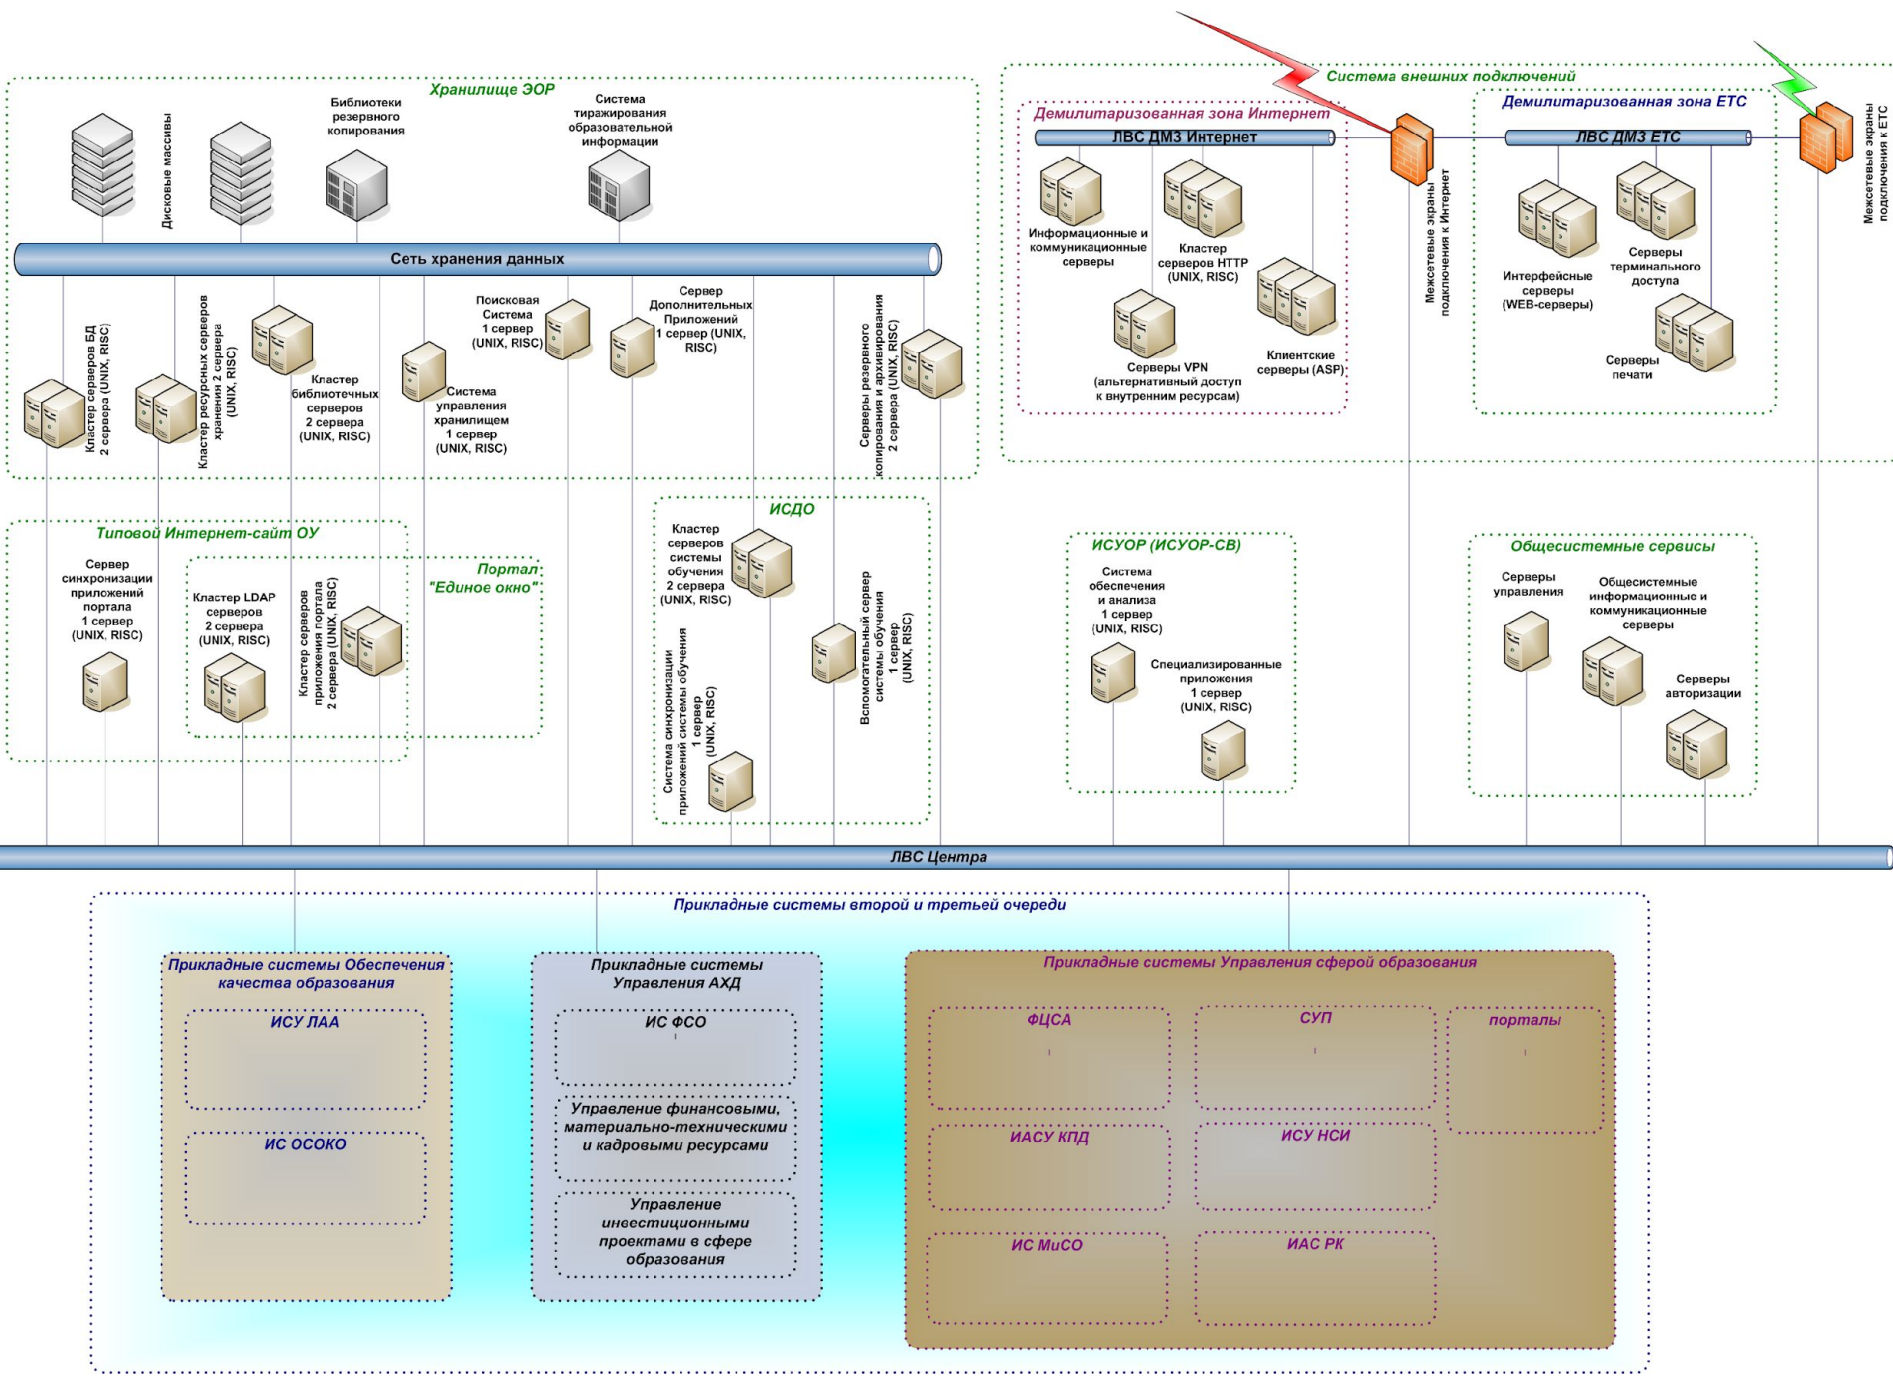 Хранилище ЭОР
Дисковые массивы
Библиотеки
резервного
копирования
Система
тиражирования
образовательной
информации
Сеть хранения данных
Кластер серверов БД
2 сервера (UNIX, RISC)
Кластер ресурсных серверов
хранения 2 сервера
(UNIX, RISC)
Кластер
библиотечных
серверов
2 сервера
(UNIX, RISC)
Система
управления
хранилищем
1 сервер
(UNIX, RISC)
Поисковая
Система
1 сервер
(UNIX, RISC)
Сервер
Дополнительных
Приложений
1 сервер (UNIX,
RISC)
Серверы резервного
копирования и архивирования
2 сервера (UNIX, RISC)
Система внешних подключений
Демилитаризованная зона Интернет
ЛВС ДМЗ Интернет
Информационные и
коммуникационные
серверы
Кластер
серверов HTTP
(UNIX, RISC)
Серверы VPN
(альтернативный доступ
к внутренним ресурсам)
Клиентские
серверы (ASP)
Межсетевые экраны
подключения к Интернет
Демилитаризованная зона ЕТС
ЛВС ДМЗ ЕТС
Интерфейсные
серверы
(WEB-серверы)
Серверы
терминального
доступа
Серверы
печати
Межсетевые экраны
подключения к ЕТС
Типовой Интернет-сайт ОУ
Сервер
синхронизации
приложений
портала
1 сервер
(UNIX, RISC)
Портал
"Единое окно"
Кластер LDAP
серверов
2 сервера
(UNIX, RISC)
Кластер серверов
приложения портала
2 сервера (UNIX, RISC)
ИСДО
Кластер
серверов
системы
обучения
2 сервера
(UNIX, RISC)
Система синхронизации
приложений системы обучения
1 сервер
(UNIX, RISC)
Вспомогательный сервер
системы обучения
1 сервер
(UNIX, RISC)
ИСУОР (ИСУОР-СВ)
Система
обеспечения
и анализа
1 сервер
(UNIX, RISC)
Специализированные
приложения
1 сервер
(UNIX, RISC)
Общесистемные сервисы
Серверы
управления
Общесистемные
информационные и
коммуникационные
серверы
Серверы
авторизации
ЛВС Центра
Прикладные системы второй и третьей очереди
Прикладные системы Обеспечения
качества образования
ИСУ ЛАА
ИС ОСОКО
Прикладные системы
Управления АХД
ИС ФСО
Управление финансовыми,
материально-техническими
и кадровыми ресурсами
Управление
инвестиционными
проектами в сфере
образования
Прикладные системы Управления сферой образования
ФЦСА
СУП
порталы
ИАСУ КПД
ИСУ НСИ
ИС МиСО
ИАС РК